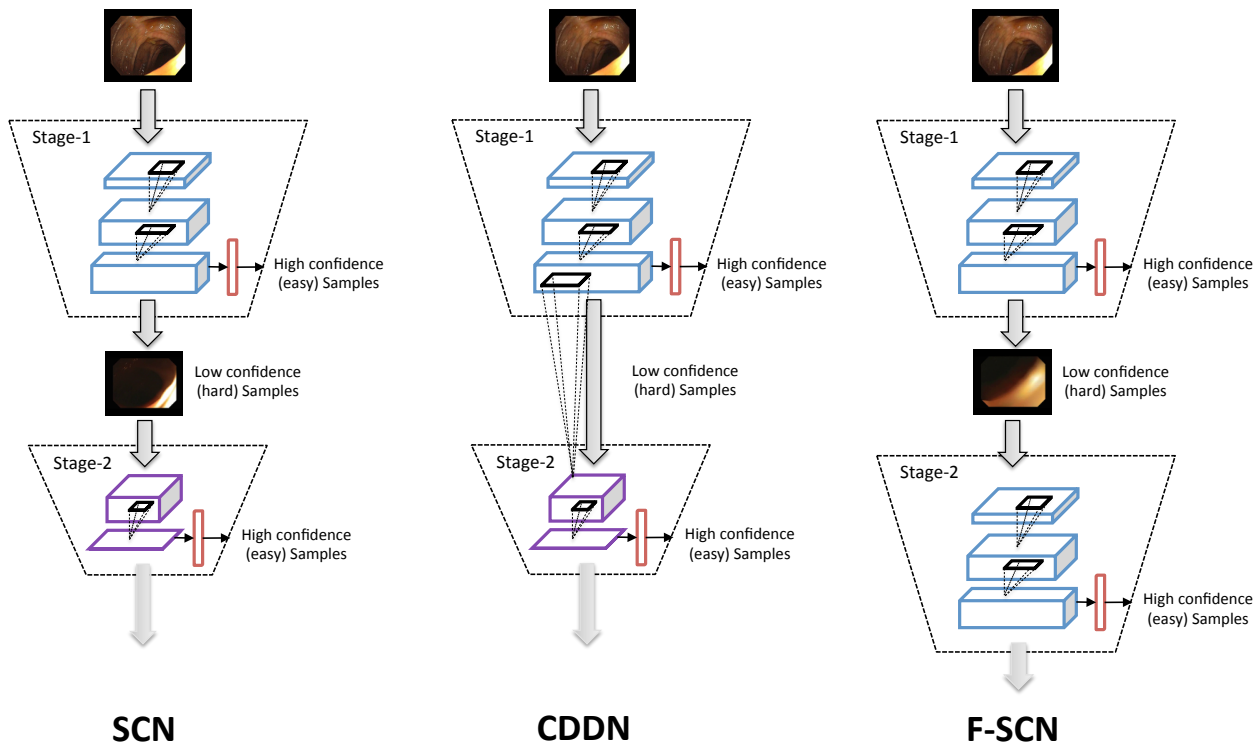 Stage-1
High confidence
(easy) Samples
Low confidence
(hard) Samples
Stage-2
High confidence
(easy) Samples
SCN
Stage-1
High confidence
(easy) Samples
Low confidence
(hard) Samples
Stage-2
High confidence
(easy) Samples
CDDN
Stage-1
High confidence
(easy) Samples
Low confidence
(hard) Samples
Stage-2
High confidence
(easy) Samples
F-SCN